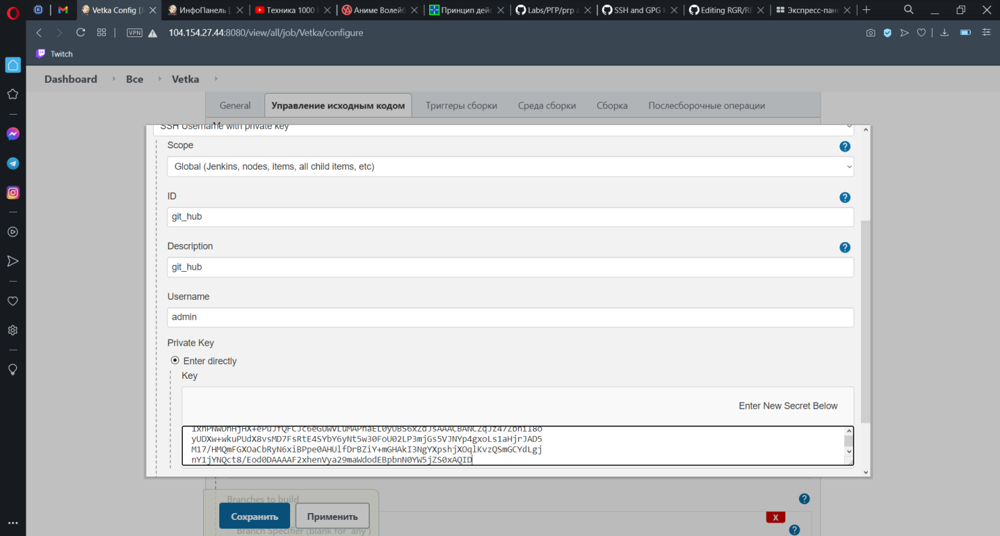 Vetka Config [
ИнфоПанель [
Техника 1000
Аниме Волейб
Принцип дейс
Labs/РГР/ргр
SSH and GPG
Editing RGR/RE
Экспресс-пан
VPN
104.154.27.44:8080/view/all/job/Vetka/configure
Twitch
Dashboard
Все
Vetka
General
Управление исходным кодом
Триггеры сборки
Среда сборки
Сборка
Послесборочные операции
SSH Username with private key
Scope
Global (Jenkins, nodes, items, all child items, etc)
ID
git_hub
Description
git_hub
Username
admin
Private Key
Enter directly
Key
Enter New Secret Below
yUDXw+wkuPUdX8vsMD7FsRtE4SYbY6yNt5w30FoU02LP3mjGs5VJNYp4gxoLs1aHjrJAD5
M17/HMQmFGXOaCbRyN6xiBPpe0AHUlfDrBZiY+mGHAkI3NgYXpshjXOqlKvzQSmGCYdLgj
nY1jYNQct8/Eod0DAAAAF2xhenVya29maWdodEBpbnN0YW5jZS0xAQID
Branches to build
Сохранить
Применить
X
Branch Specifier (blank for 'any')